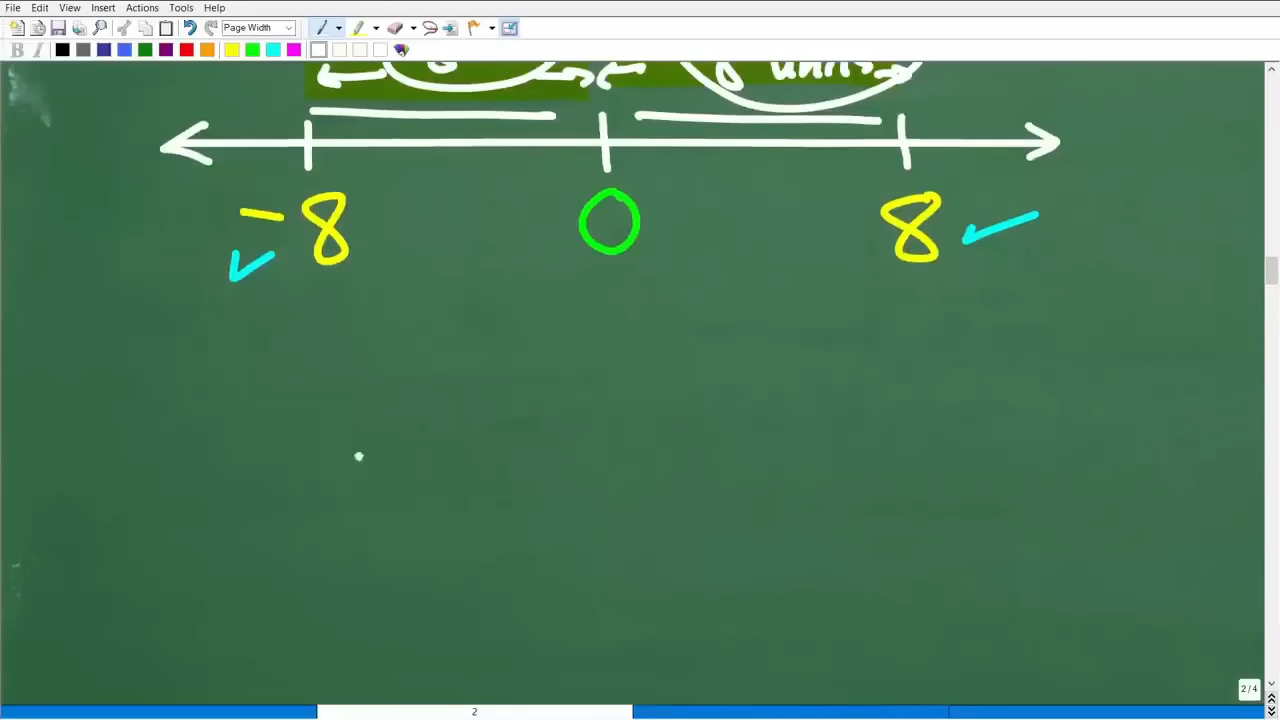 File Edit View Insert Actions Tools Help
Page Width
B I
units
-8 0 8
2/4
2